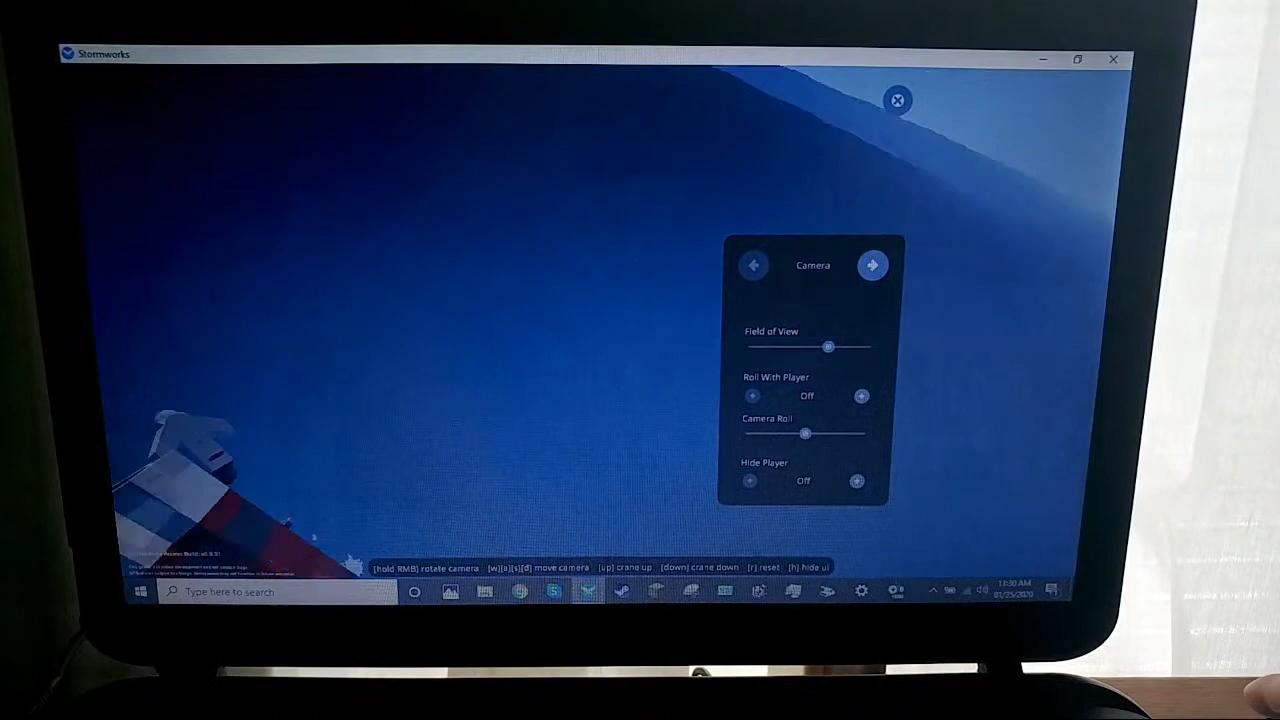 Stormworks
Camera
Field of View
Roll With Player
Off
Camera Roll
Hide Player
Off
[hold RMB] rotate camera [w][a][s][d] move camera [up] crane up [down] crane down [r] reset [h] hide ui
Type here to search
11:30 AM
01/25/2020